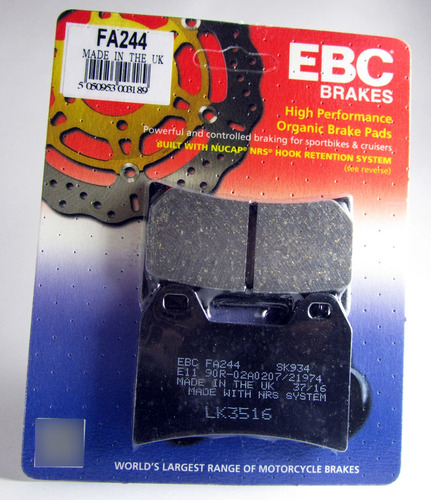 FA244
MADE IN THE UK
5 050953 003189
EBC
BRAKES
High Performance
Organic Brake Pads
Powerful and controlled braking for sportbikes & cruisers
BUILT WITH NUCAP® NRS® HOOK RETENTION SYSTEM
(see reverse)
EBC FA244 SK934
E11 90R-02A0207/21974
MADE IN THE UK 37/16
MADE WITH NRS SYSTEM
LK3516
WORLD'S LARGEST RANGE OF MOTORCYCLE BRAKES